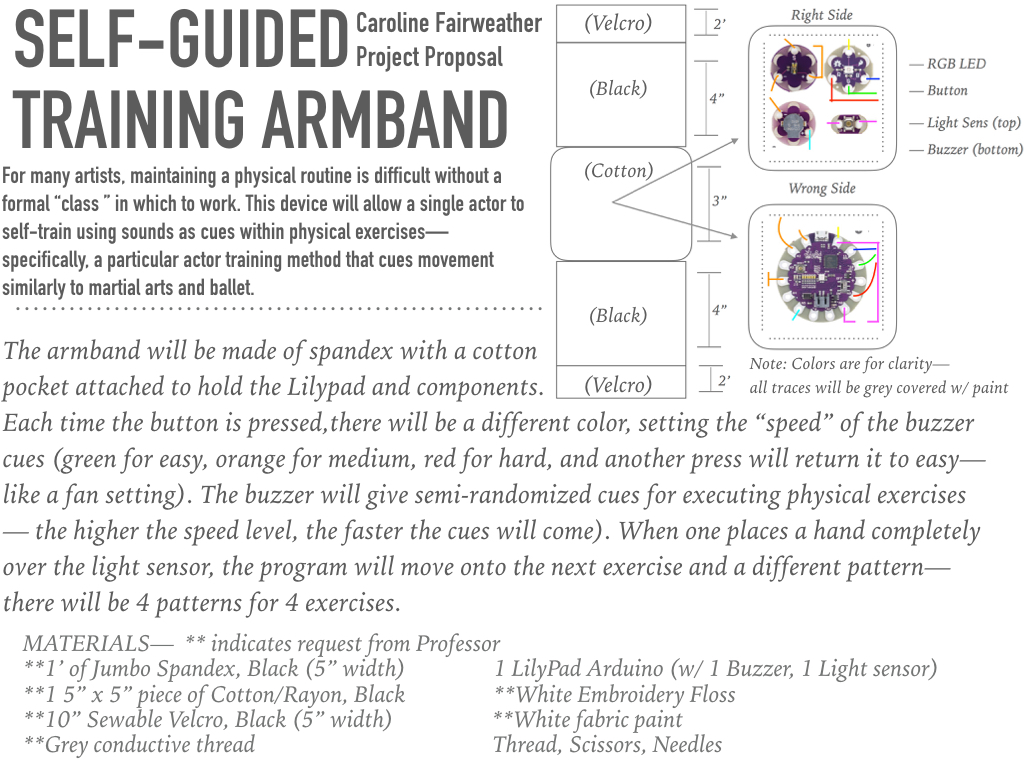 SELF-GUIDED
TRAINING ARMBAND
Caroline Fairweather
Project Proposal
For many artists, maintaining a physical routine is difficult without a
formal “class ” in which to work. This device will allow a single actor to
self-train using sounds as cues within physical exercises—
specifically, a particular actor training method that cues movement
similarly to martial arts and ballet.
The armband will be made of spandex with a cotton
pocket attached to hold the Lilypad and components.
Each time the button is pressed,there will be a different color, setting the “speed” of the buzzer
cues (green for easy, orange for medium, red for hard, and another press will return it to easy—
like a fan setting). The buzzer will give semi-randomized cues for executing physical exercises
— the higher the speed level, the faster the cues will come). When one places a hand completely
over the light sensor, the program will move onto the next exercise and a different pattern—
there will be 4 patterns for 4 exercises.
(Velcro)
2’
(Black)
4”
(Cotton)
3”
(Black)
4”
(Velcro)
2’
Right Side
— RGB LED
— Button
— Light Sens (top)
— Buzzer (bottom)
Wrong Side
Note: Colors are for clarity—
all traces will be grey covered w/ paint
MATERIALS— ** indicates request from Professor
**1’ of Jumbo Spandex, Black (5” width)
**1 5” x 5” piece of Cotton/Rayon, Black
**10” Sewable Velcro, Black (5” width)
**Grey conductive thread
1 LilyPad Arduino (w/ 1 Buzzer, 1 Light sensor)
**White Embroidery Floss
**White fabric paint
Thread, Scissors, Needles